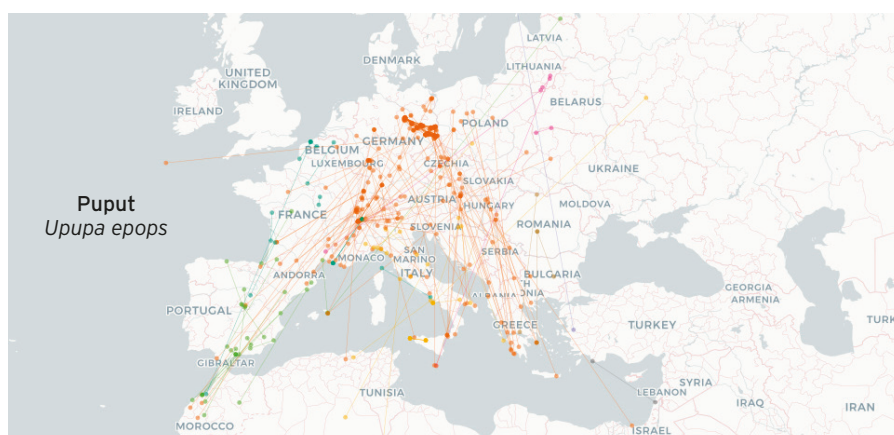 LATVIA
DENMARK
LITHUANIA
UNITED
KINGDOM
IRELAND
BELARUS
POLAND
GERMANY
BELGIUM
LUXEMBOURG
CZECHIA
UKRAINE
SLOVAKIA
Puput
AUSTRIA
HUNGARY
MOLDOVA
FRANCE
Upupa epops
SLOVENIA
ROMANIA
SAN
MARINO
SERBIA
MONACO
ITALY
ANDORRA
BULGARIA
GEORGIA
ARMENIA
PORTUGAL
GREECE
TURKEY
GIBRALTAR
SYRIA
TUNISIA
LEBANON
IRAQ
IRAN
MOROCCO
ISRAEL